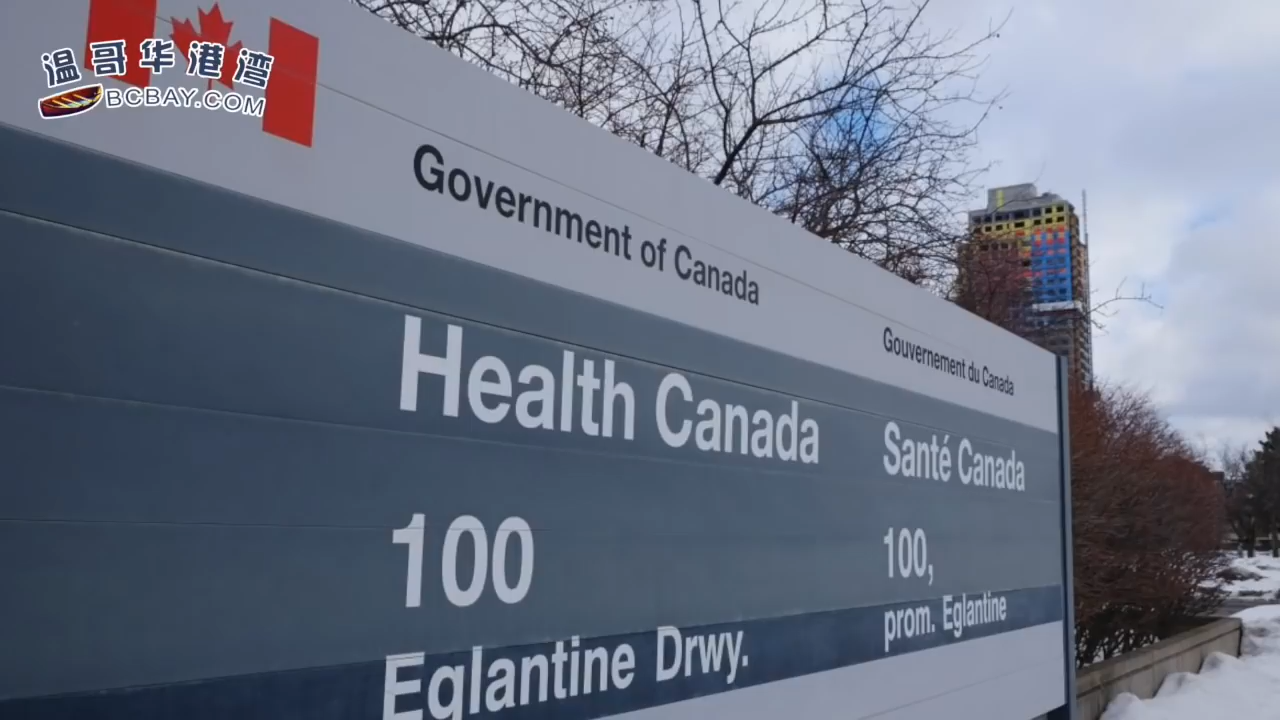 温哥华港湾
BCBAY.COM
Government of Canada
Gouvernement du Canada
Health Canada
Santé Canada
100
100,
Eglantine Drwy.
prom. Eglantine